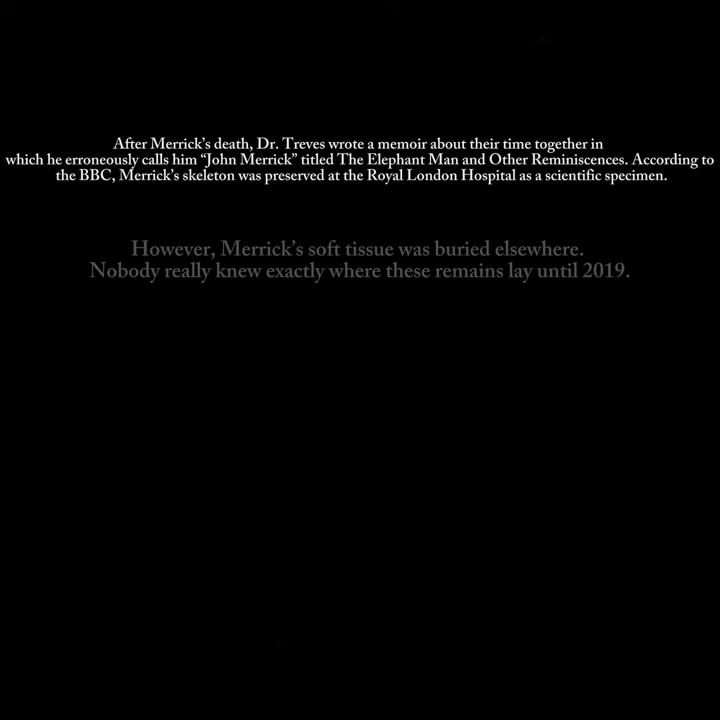 After Merrick’s death, Dr. Treves wrote a memoir about their time together in
which he erroneously calls him “John Merrick” titled The Elephant Man and Other Reminiscences. According to
the BBC, Merrick’s skeleton was preserved at the Royal London Hospital as a scientific specimen.
However, Merrick’s soft tissue was buried elsewhere.
Nobody really knew exactly where these remains lay until 2019.